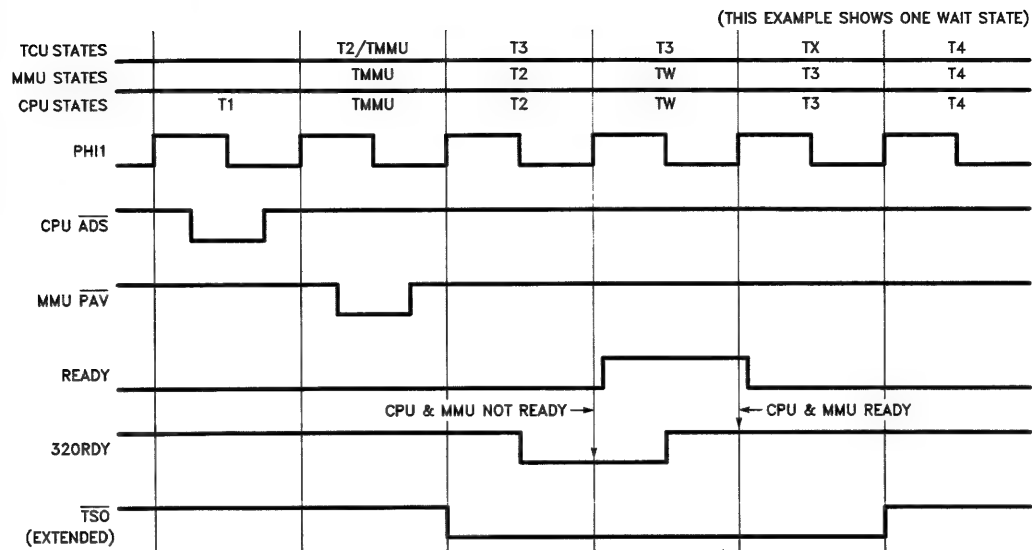 (THIS EXAMPLE SHOWS ONE WAIT STATE)
TCU STATES T2/TMMU T3 T3 TX T4
MMU STATES TMMU T2 TW T3 T4
CPU STATES T1 TMMU T2 TW T3 T4
PHI1
CPU ADS
MMU PAV
READY
CPU & MMU NOT READY CPU & MMU READY
320RDY
TSO
(EXTENDED)